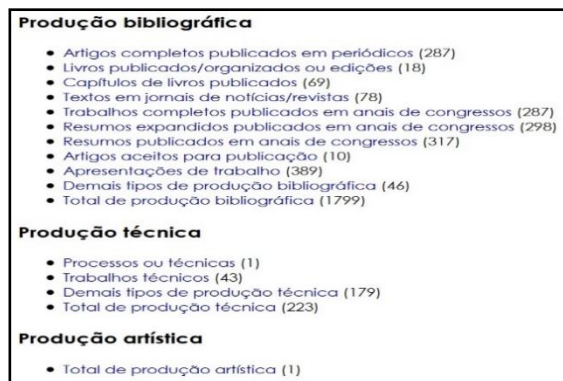 Produção bibliográfica
• Artigos completos publicados em periódicos (287)
• Livros publicados/organizados ou edições (18)
• Capítulos de livros publicados (69)
• Textos em jornais de notícias/revistas (78)
• Trabalhos completos publicados em anais de congressos (287)
• Resumos expandidos publicados em anais de congressos (298)
• Resumos publicados em anais de congressos (317)
• Artigos aceitos para publicação (10)
• Apresentações de trabalho (389)
• Demais tipos de produção bibliográfica (46)
• Total de produção bibliográfica (1799)
Produção técnica
• Processos ou técnicas (1)
• Trabalhos técnicos (43)
• Demais tipos de produção técnica (179)
• Total de produção técnica (223)
Produção artística
• Total de produção artística (1)